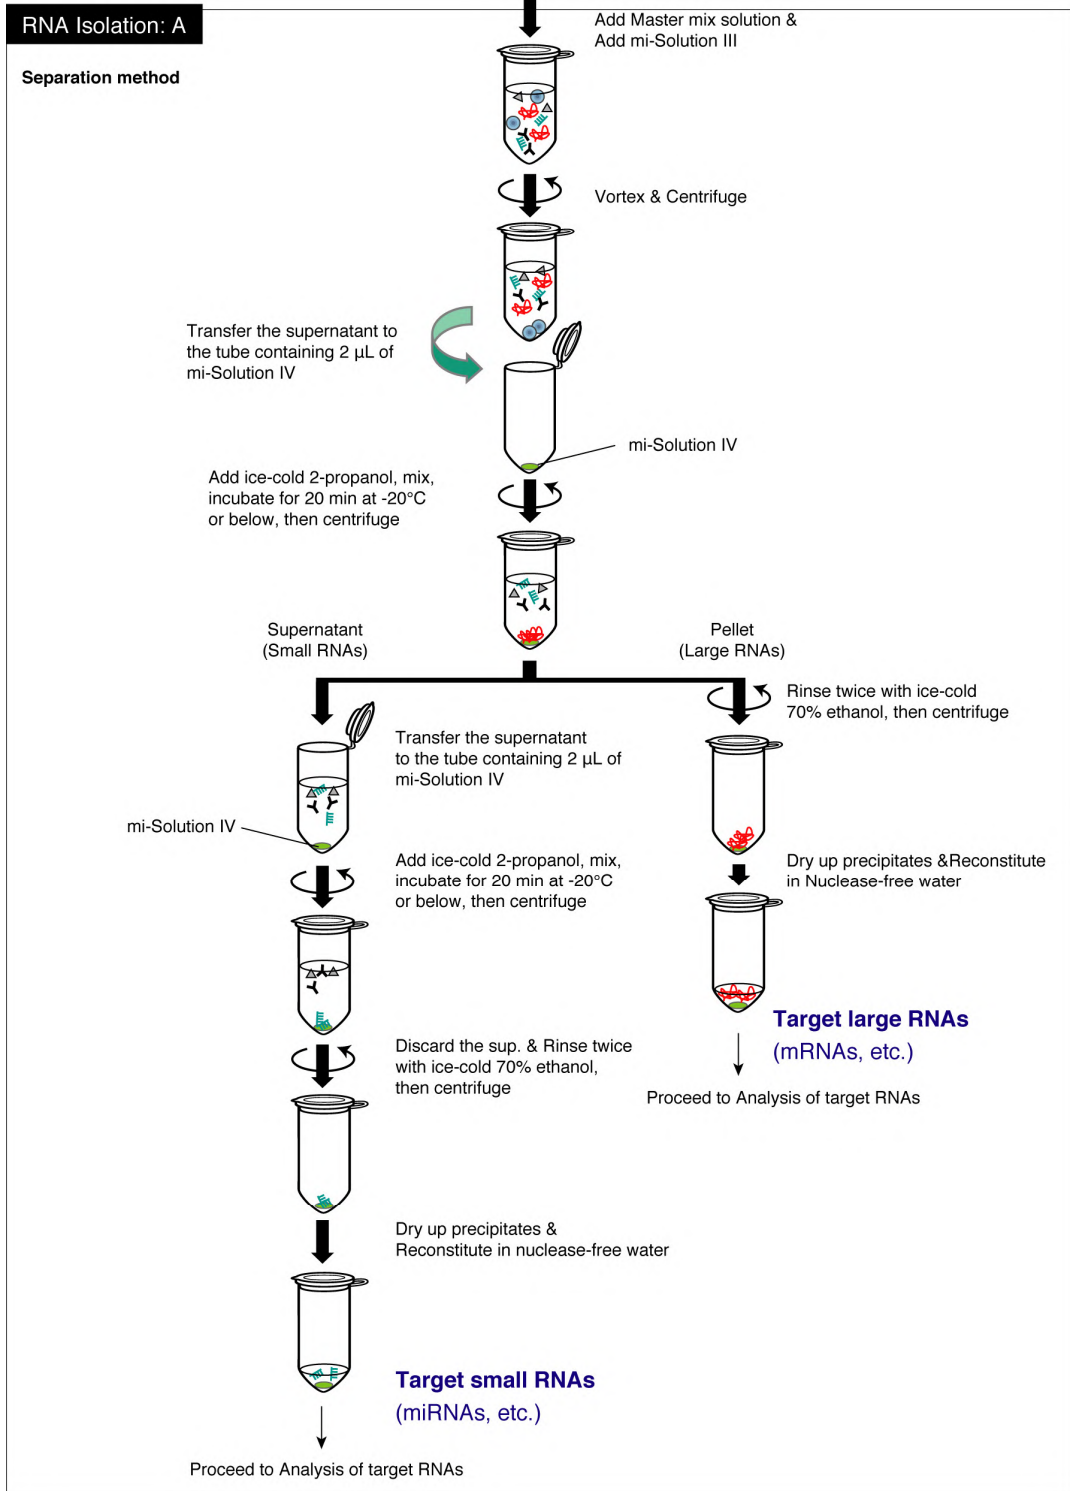 RNA Isolation: A
Separation method
Add Master mix solution &
Add mi-Solution III
Vortex & Centrifuge
Transfer the supernatant to
the tube containing 2 µL of
mi-Solution IV
mi-Solution IV
Add ice-cold 2-propanol, mix,
incubate for 20 min at -20°C
or below, then centrifuge
Supernatant
(Small RNAs)
Pellet
(Large RNAs)
Rinse twice with ice-cold
70% ethanol, then centrifuge
Transfer the supernatant
to the tube containing 2 µL of
mi-Solution IV
mi-Solution IV
Add ice-cold 2-propanol, mix,
incubate for 20 min at -20°C
or below, then centrifuge
Dry up precipitates &Reconstitute
in Nuclease-free water
Target large RNAs
(mRNAs, etc.)
Proceed to Analysis of target RNAs
Discard the sup. & Rinse twice
with ice-cold 70% ethanol,
then centrifuge
Dry up precipitates &
Reconstitute in nuclease-free water
Target small RNAs
(miRNAs, etc.)
Proceed to Analysis of target RNAs